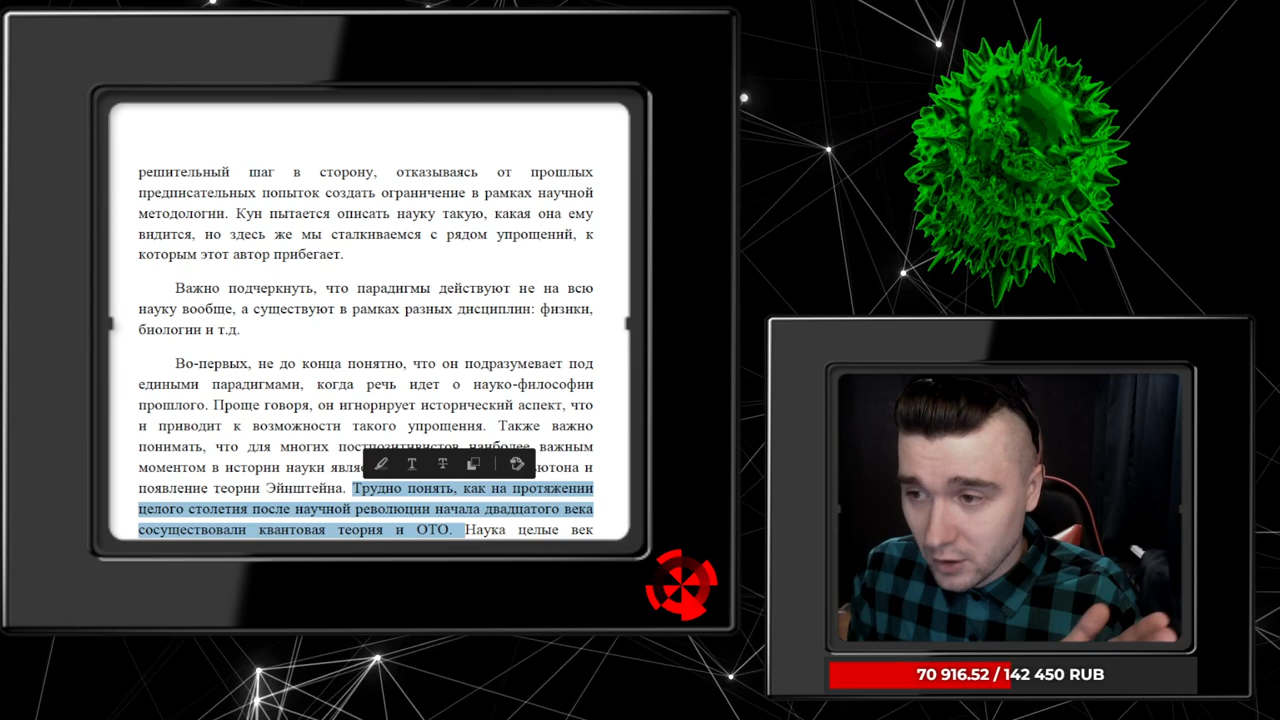 решительный шаг в сторону, отказываясь от прошлых
предписательных попыток создать ограничение в рамках научной
методологии. Кун пытается описать науку такую, какая она ему
видится, но здесь же мы сталкиваемся с рядом упрощений, к
которым этот автор прибегает.
Важно подчеркнуть, что парадигмы действуют не на всю
науку вообще, а существуют в рамках разных дисциплин: физики,
биологии и т.д.
Во-первых, не до конца понятно, что он подразумевает под
едиными парадигмами, когда речь идет о науко-философии
прошлого. Проще говоря, он игнорирует исторический аспект, что
и приводит к возможности такого упрощения. Также важно
понимать, что для многих постпозитивистов наиболее важным
моментом в истории науки
появление теории Эйнштейна. Трудно понять, как на протяжении
целого столетия после научной революции начала двадцатого века
сосуществовали квантовая теория и ОТО. Наука целые век
70 916.52 / 142 450 RUB